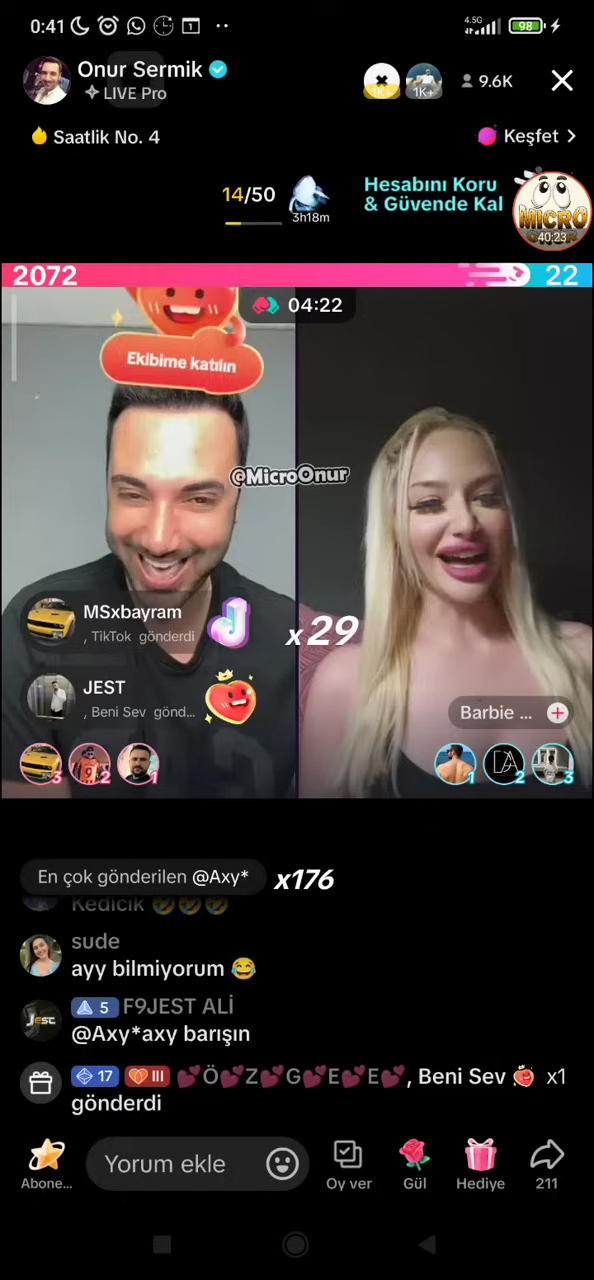 0:41
4.5G
98
Onur Sermik
LIVE Pro
1K+
1K+
9.6K
Saatlik No. 4
Keşfet
14/50
3h18m
Hesabını Koru
& Güvende Kal
MICRO
40:23
2072
22
04:22
Ekibime katılın
@MicroOnur
MSxbayram
, TikTok gönderdi
x29
JEST
, Beni Sev gönd...
Barbie ...
3
2
1
1
2
3
En çok gönderilen @Axy*
x176
Kedicik 🤣🤣🤣
sude
ayy bilmiyorum 😂
5 F9JEST ALİ
@Axy*axy barışın
17 III 💕Ö💕Z💕G💕E💕E💕, Beni Sev x1
gönderdi
Abone...
Yorum ekle
Oy ver
Gül
Hediye
211